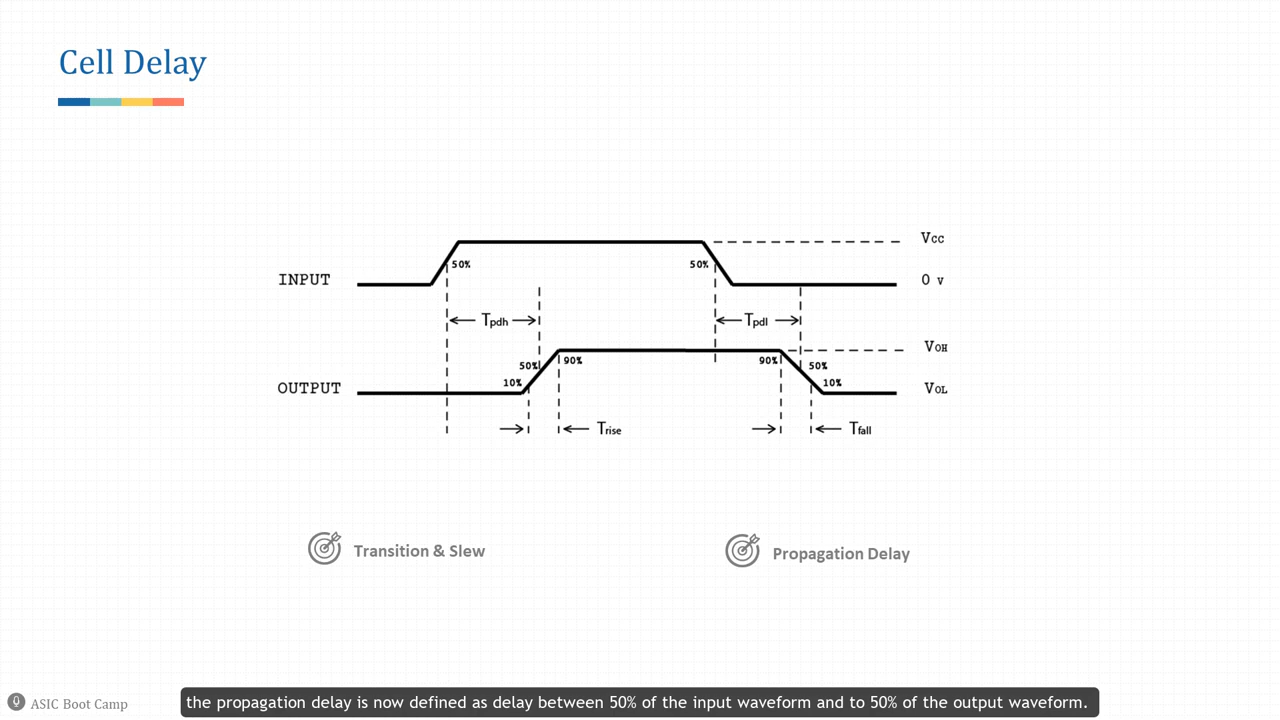 Cell Delay
Vcc
50%
50%
INPUT
0 v
Tpdh
Tpdl
VOH
50%
90%
90%
50%
10%
10%
OUTPUT
VOL
Trise
Tfall
Transition & Slew
Propagation Delay
ASIC Boot Camp
the propagation delay is now defined as delay between 50% of the input waveform and to 50% of the output waveform.